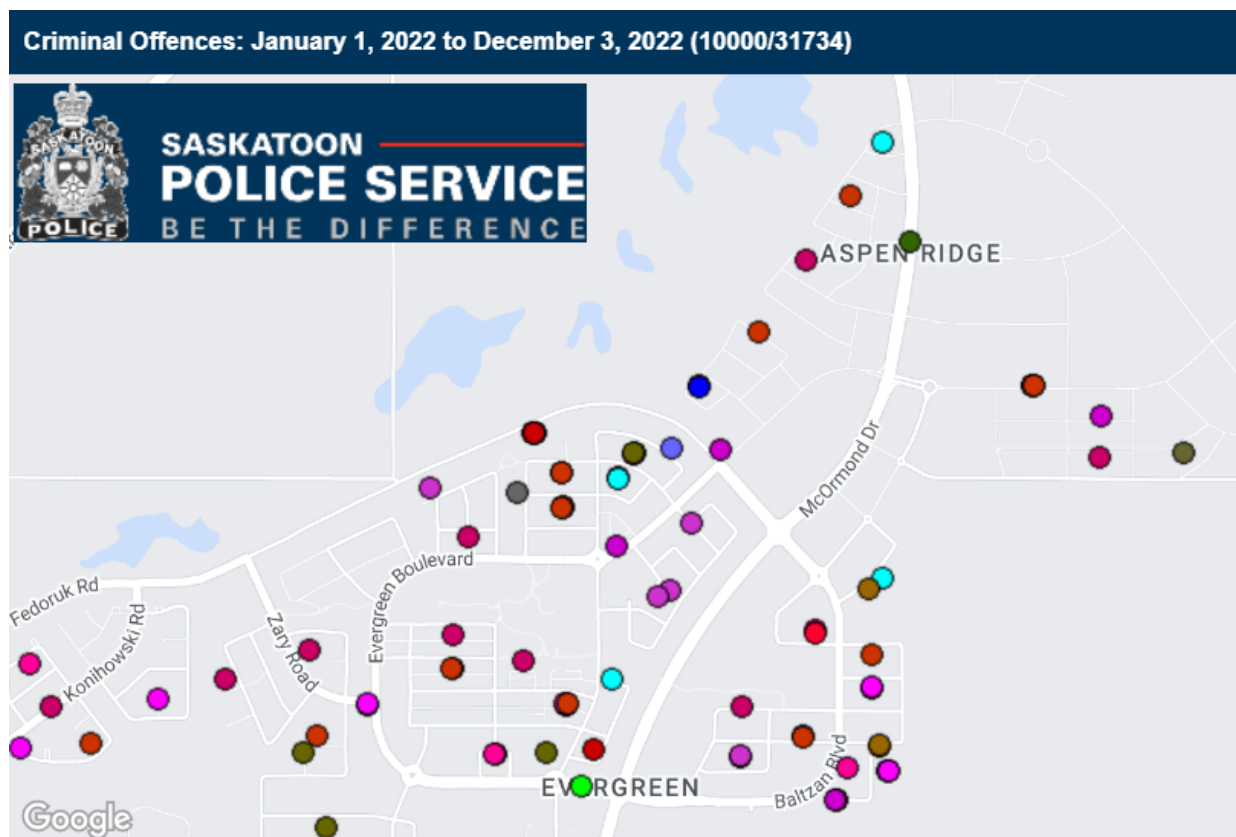 Criminal Offences: January 1, 2022 to December 3, 2022 (10000/31734)
SASKATOON
POLICE
SASKATOON
POLICE SERVICE
BE THE DIFFERENCE
ASPEN RIDGE
McOrmond Dr
Evergreen Boulevard
Fedoruk Rd
Konihowski Rd
Zary Road
EVERGREEN
Baltzan Blvd
Google